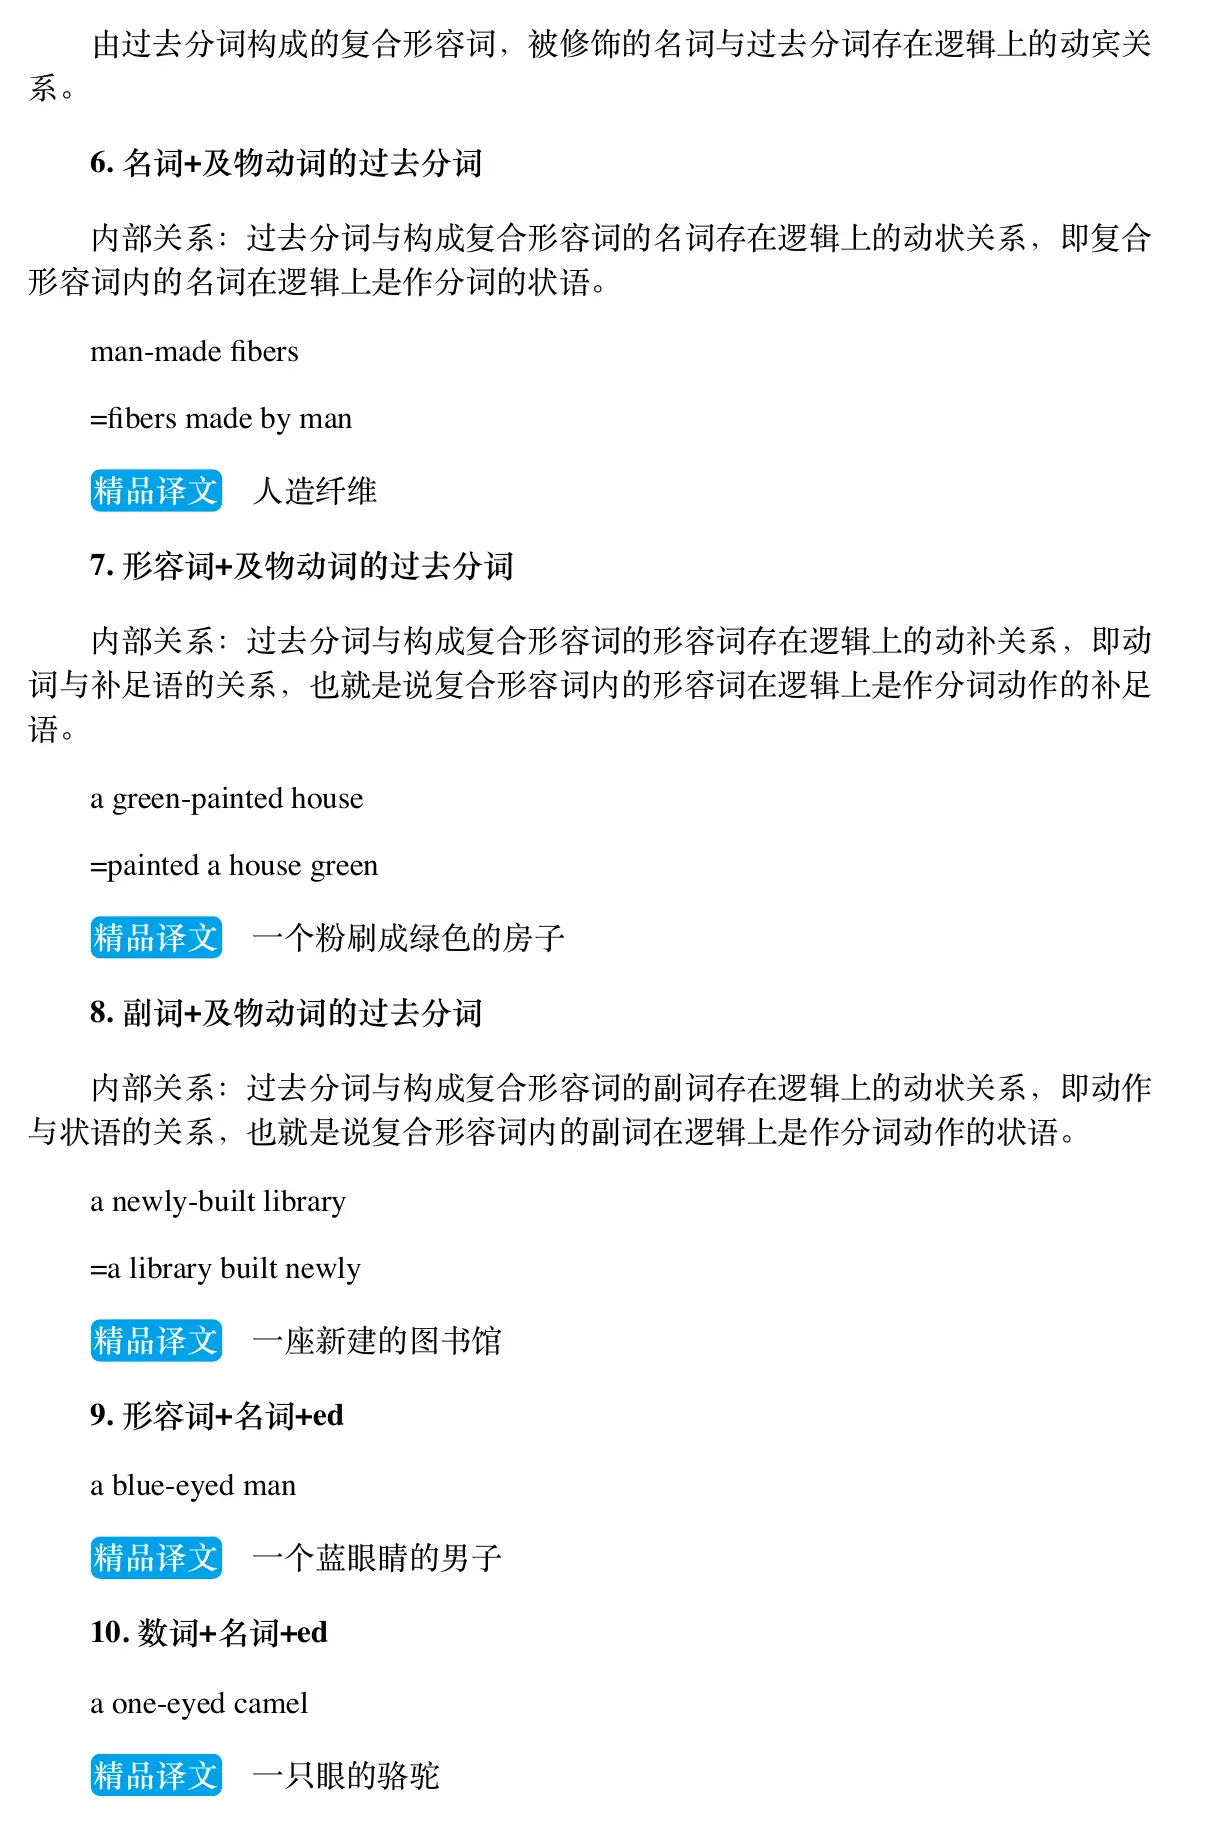 由过去分词构成的复合形容词，被修饰的名词与过去分词存在逻辑上的动宾关
系。
6. 名词+及物动词的过去分词
内部关系：过去分词与构成复合形容词的名词存在逻辑上的动状关系，即复合
形容词内的名词在逻辑上是作分词的状语。
man-made fibers
=fibers made by man
精品译文 人造纤维
7. 形容词+及物动词的过去分词
内部关系：过去分词与构成复合形容词的形容词存在逻辑上的动补关系，即动
词与补足语的关系，也就是说复合形容词内的形容词在逻辑上是作分词动作的补足
语。
a green-painted house
=painted a house green
精品译文 一个粉刷成绿色的房子
8. 副词+及物动词的过去分词
内部关系：过去分词与构成复合形容词的副词存在逻辑上的动状关系，即动作
与状语的关系，也就是说复合形容词内的副词在逻辑上是作分词动作的状语。
a newly-built library
=a library built newly
精品译文 一座新建的图书馆
9. 形容词+名词+ed
a blue-eyed man
精品译文 一个蓝眼睛的男子
10. 数词+名词+ed
a one-eyed camel
精品译文 一只眼的骆驼